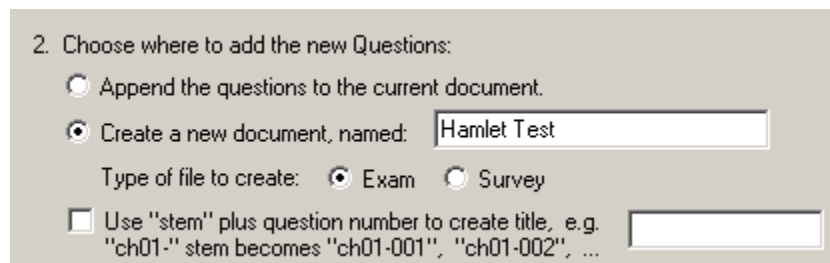 2. Choose where to add the new Questions:
Append the questions to the current document.
Create a new document, named: Hamlet Test
Type of file to create: Exam Survey
Use "stem" plus question number to create title, e.g.
"ch01-" stem becomes "ch01-001", "ch01-002", ...